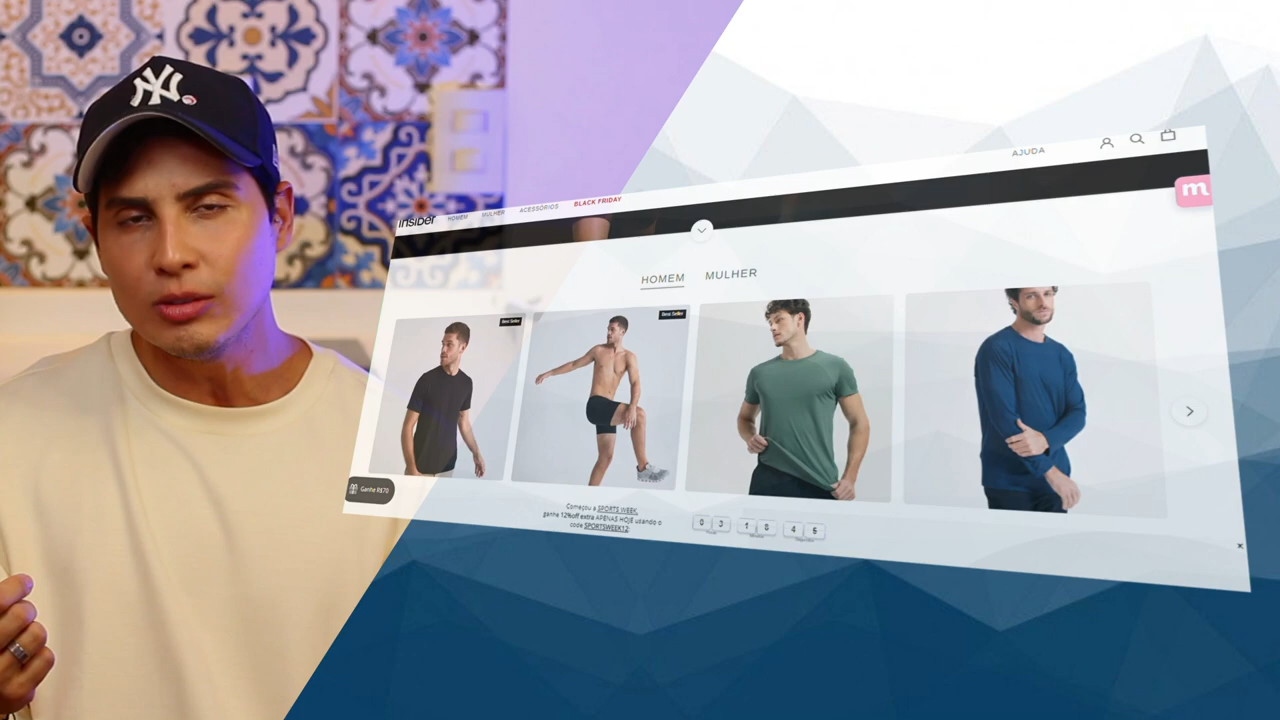 NY
AJUDA
insider HOMEM MULHER ACESSÓRIOS BLACK FRIDAY
m
HOMEM MULHER
Best Seller
Best Seller
Ganhe R$70
Começou a SPORTS WEEK,
ganhe 12%off extra APENAS HOJE usando o
code SPORTSWEEK12
0 3 1 8 4 5